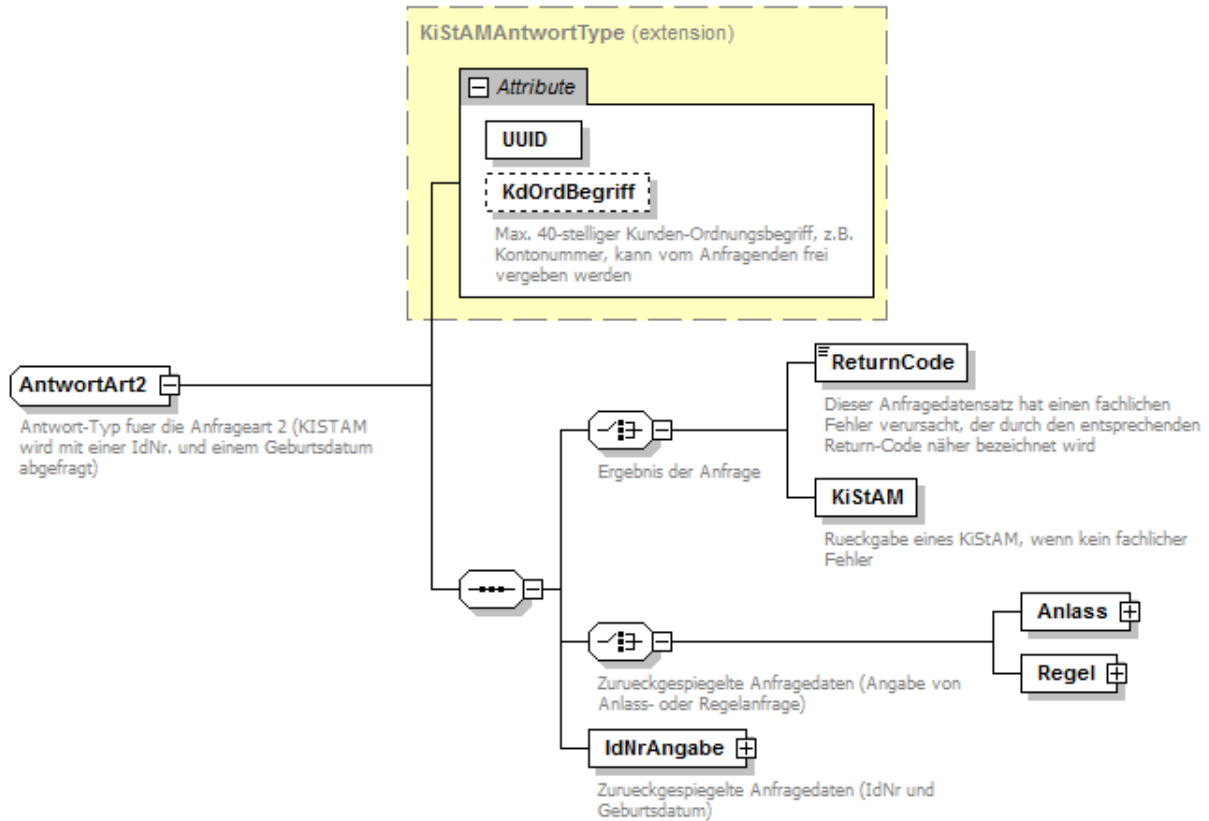 KiStAMAntwortType (extension)
Attribute
UUID
KdOrdBegriff
Max. 40-stelliger Kunden-Ordnungsbegriff, z.B.
Kontonummer, kann vom Anfragenden frei
vergeben werden
AntwortArt2
Antwort-Typ fuer die Anfrageart 2 (KISTAM
wird mit einer IdNr. und einem Geburtsdatum
abgefragt)
Ergebnis der Anfrage
ReturnCode
Dieser Anfragedatensatz hat einen fachlichen
Fehler verursacht, der durch den entsprechenden
Return-Code näher bezeichnet wird
KiStAM
Rueckgabe eines KiStAM, wenn kein fachlicher
Fehler
Zurueckgespiegelte Anfragedaten (Angabe von
Anlass- oder Regelanfrage)
Anlass
Regel
IdNrAngabe
Zurueckgespiegelte Anfragedaten (IdNr und
Geburtsdatum)